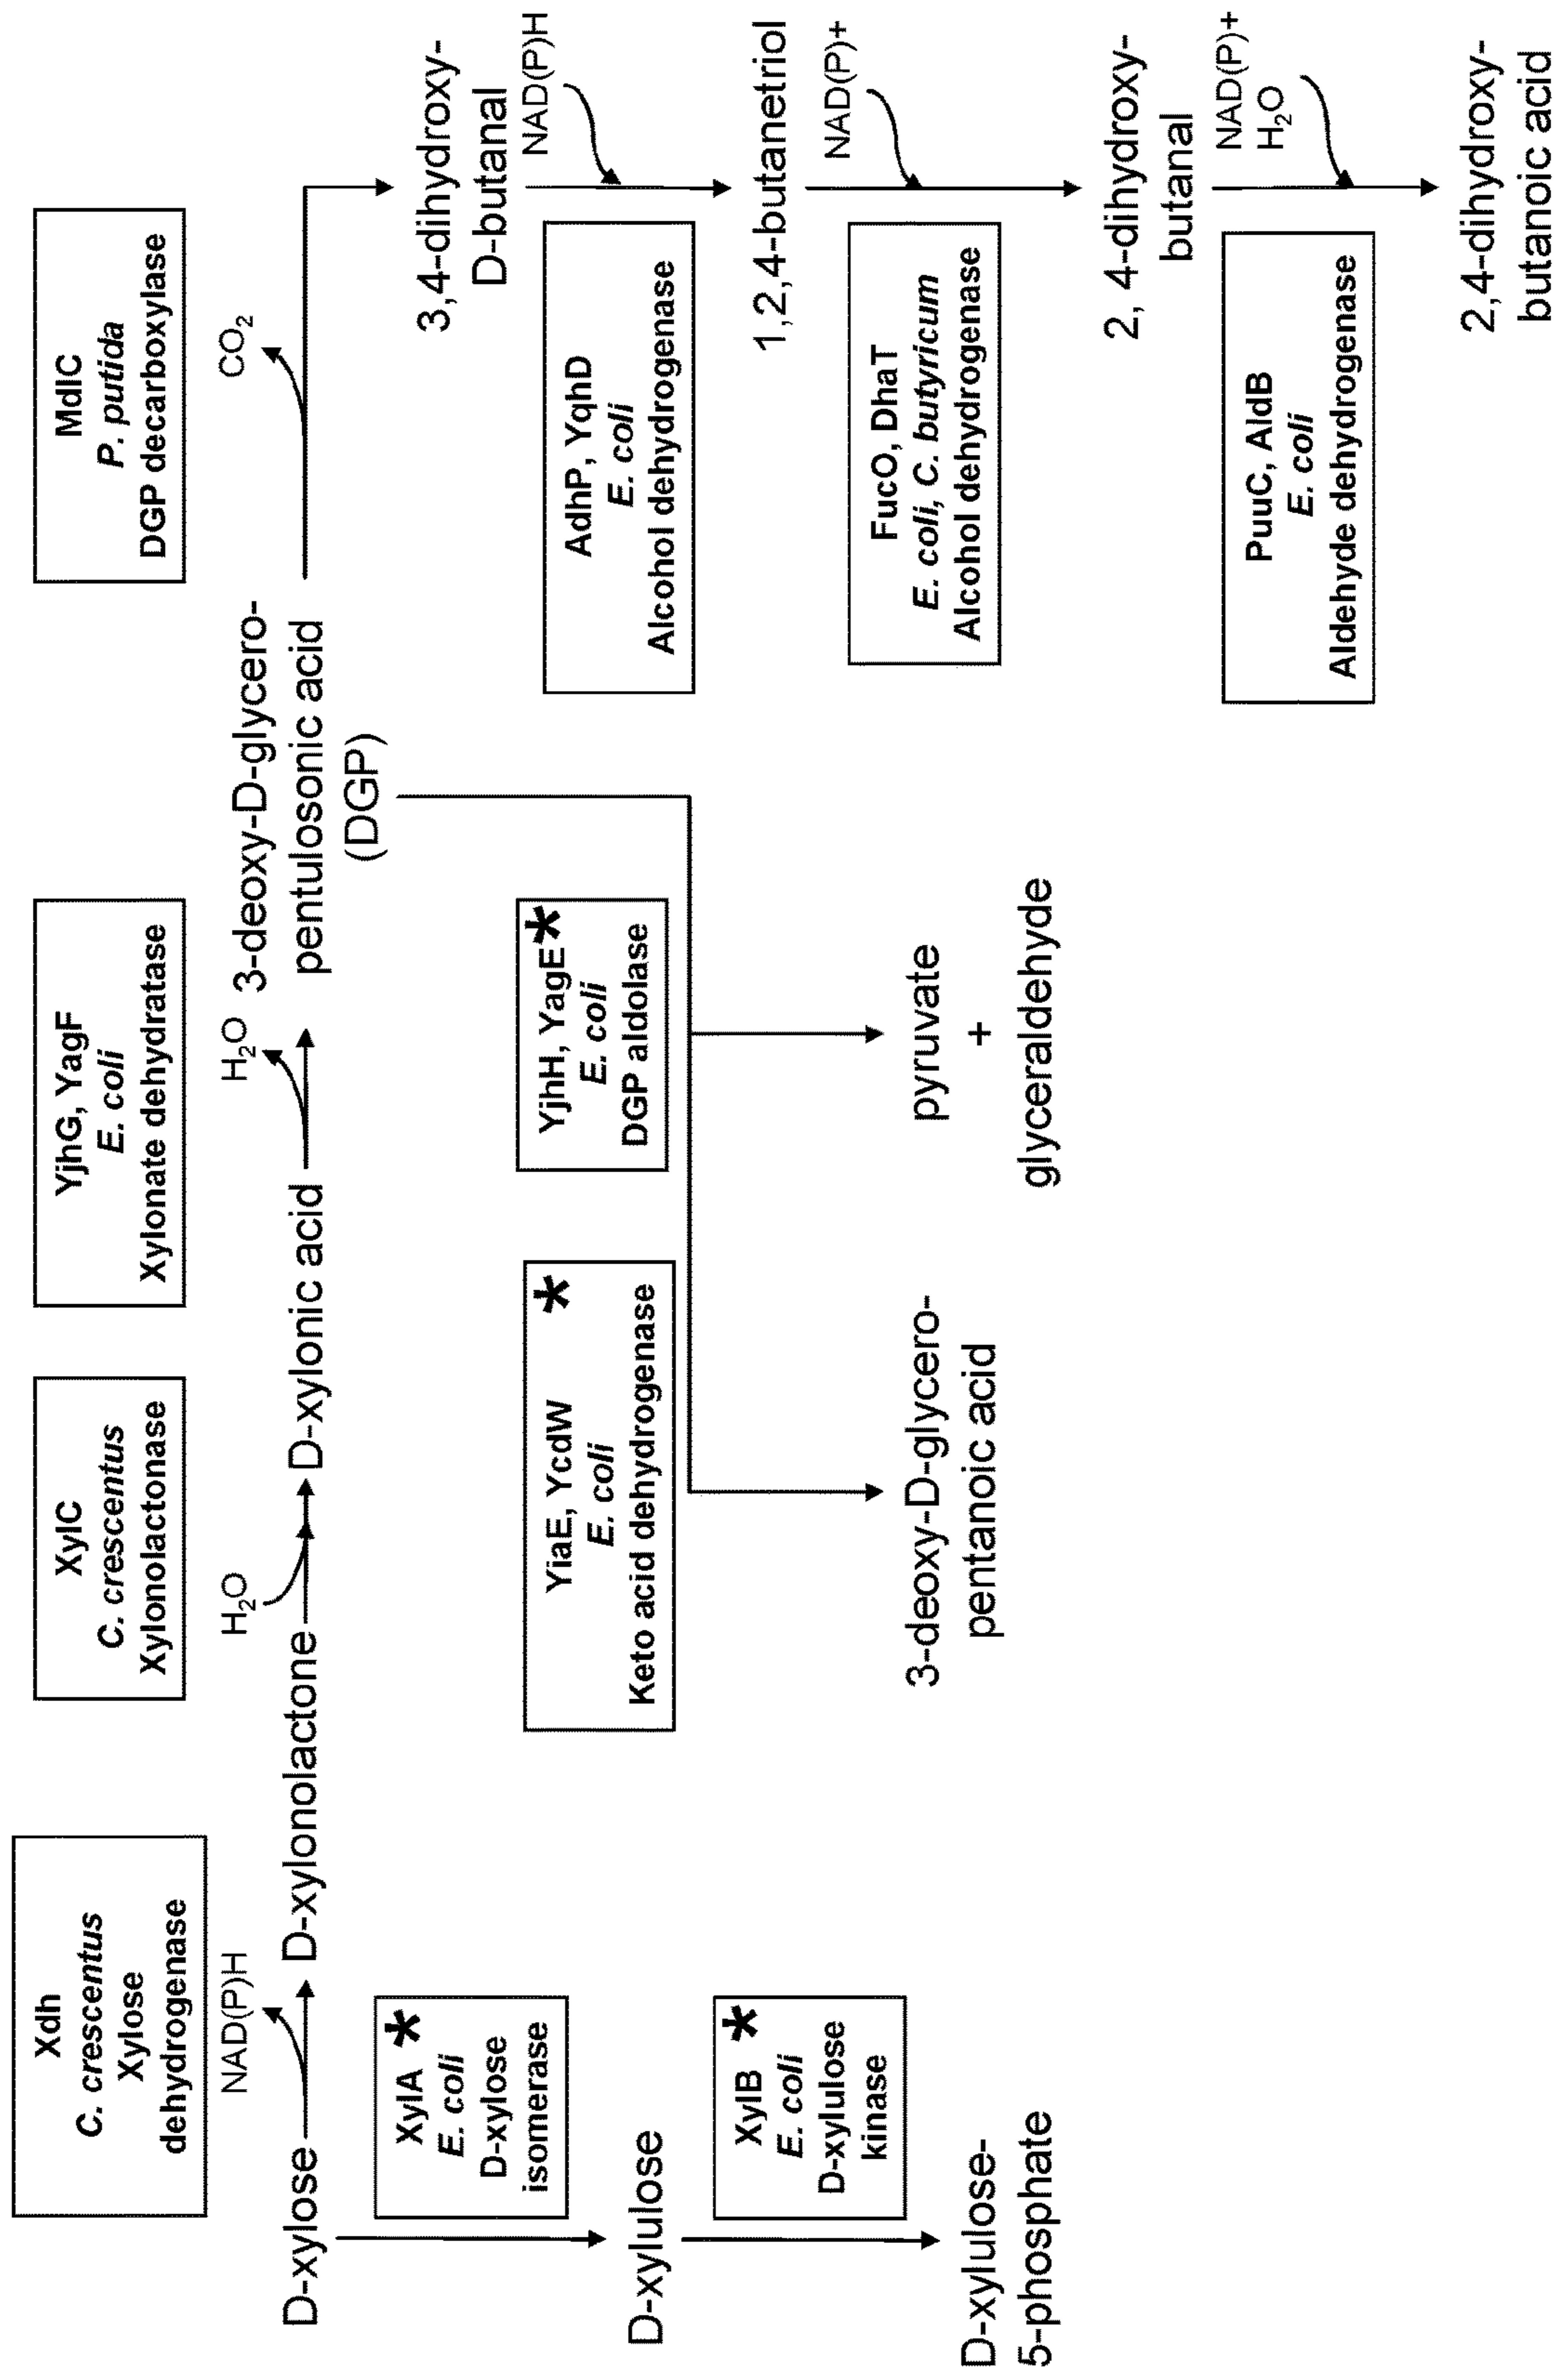 Xdh
C. crescentus
Xylose
dehydrogenase
XylC
C. crescentus
Xylonolactonase
YjhG, YagF
E. coli
Xylonate dehydratase
MdlC
P. putida
DGP decarboxylase
NAD(P)H
H₂O
H₂O
CO₂
D-xylose
D-xylonolactone
D-xylonic acid
3-deoxy-D-glycero-
pentulosonic acid
(DGP)
XylA *
E. coli
D-xylose
isomerase
D-xylulose
XylB *
E. coli
D-xylulose
kinase
D-xylulose-
5-phosphate
YiaE, YcdW *
E. coli
Keto acid dehydrogenase
3-deoxy-D-glycero-
pentanoic acid
YjhH, YagE *
E. coli
DGP aldolase
pyruvate
+
glyceraldehyde
3,4-dihydroxy-
D-butanal
AdhP, YqhD
E. coli
Alcohol dehydrogenase
NAD(P)H
1,2,4-butanetriol
FucO, DhaT
E. coli, C. butyricum
Alcohol dehydrogenase
NAD(P)+
2, 4-dihydroxy-
butanal
PuuC, AldB
E. coli
Aldehyde dehydrogenase
NAD(P)+
H₂O
2,4-dihydroxy-
butanoic acid